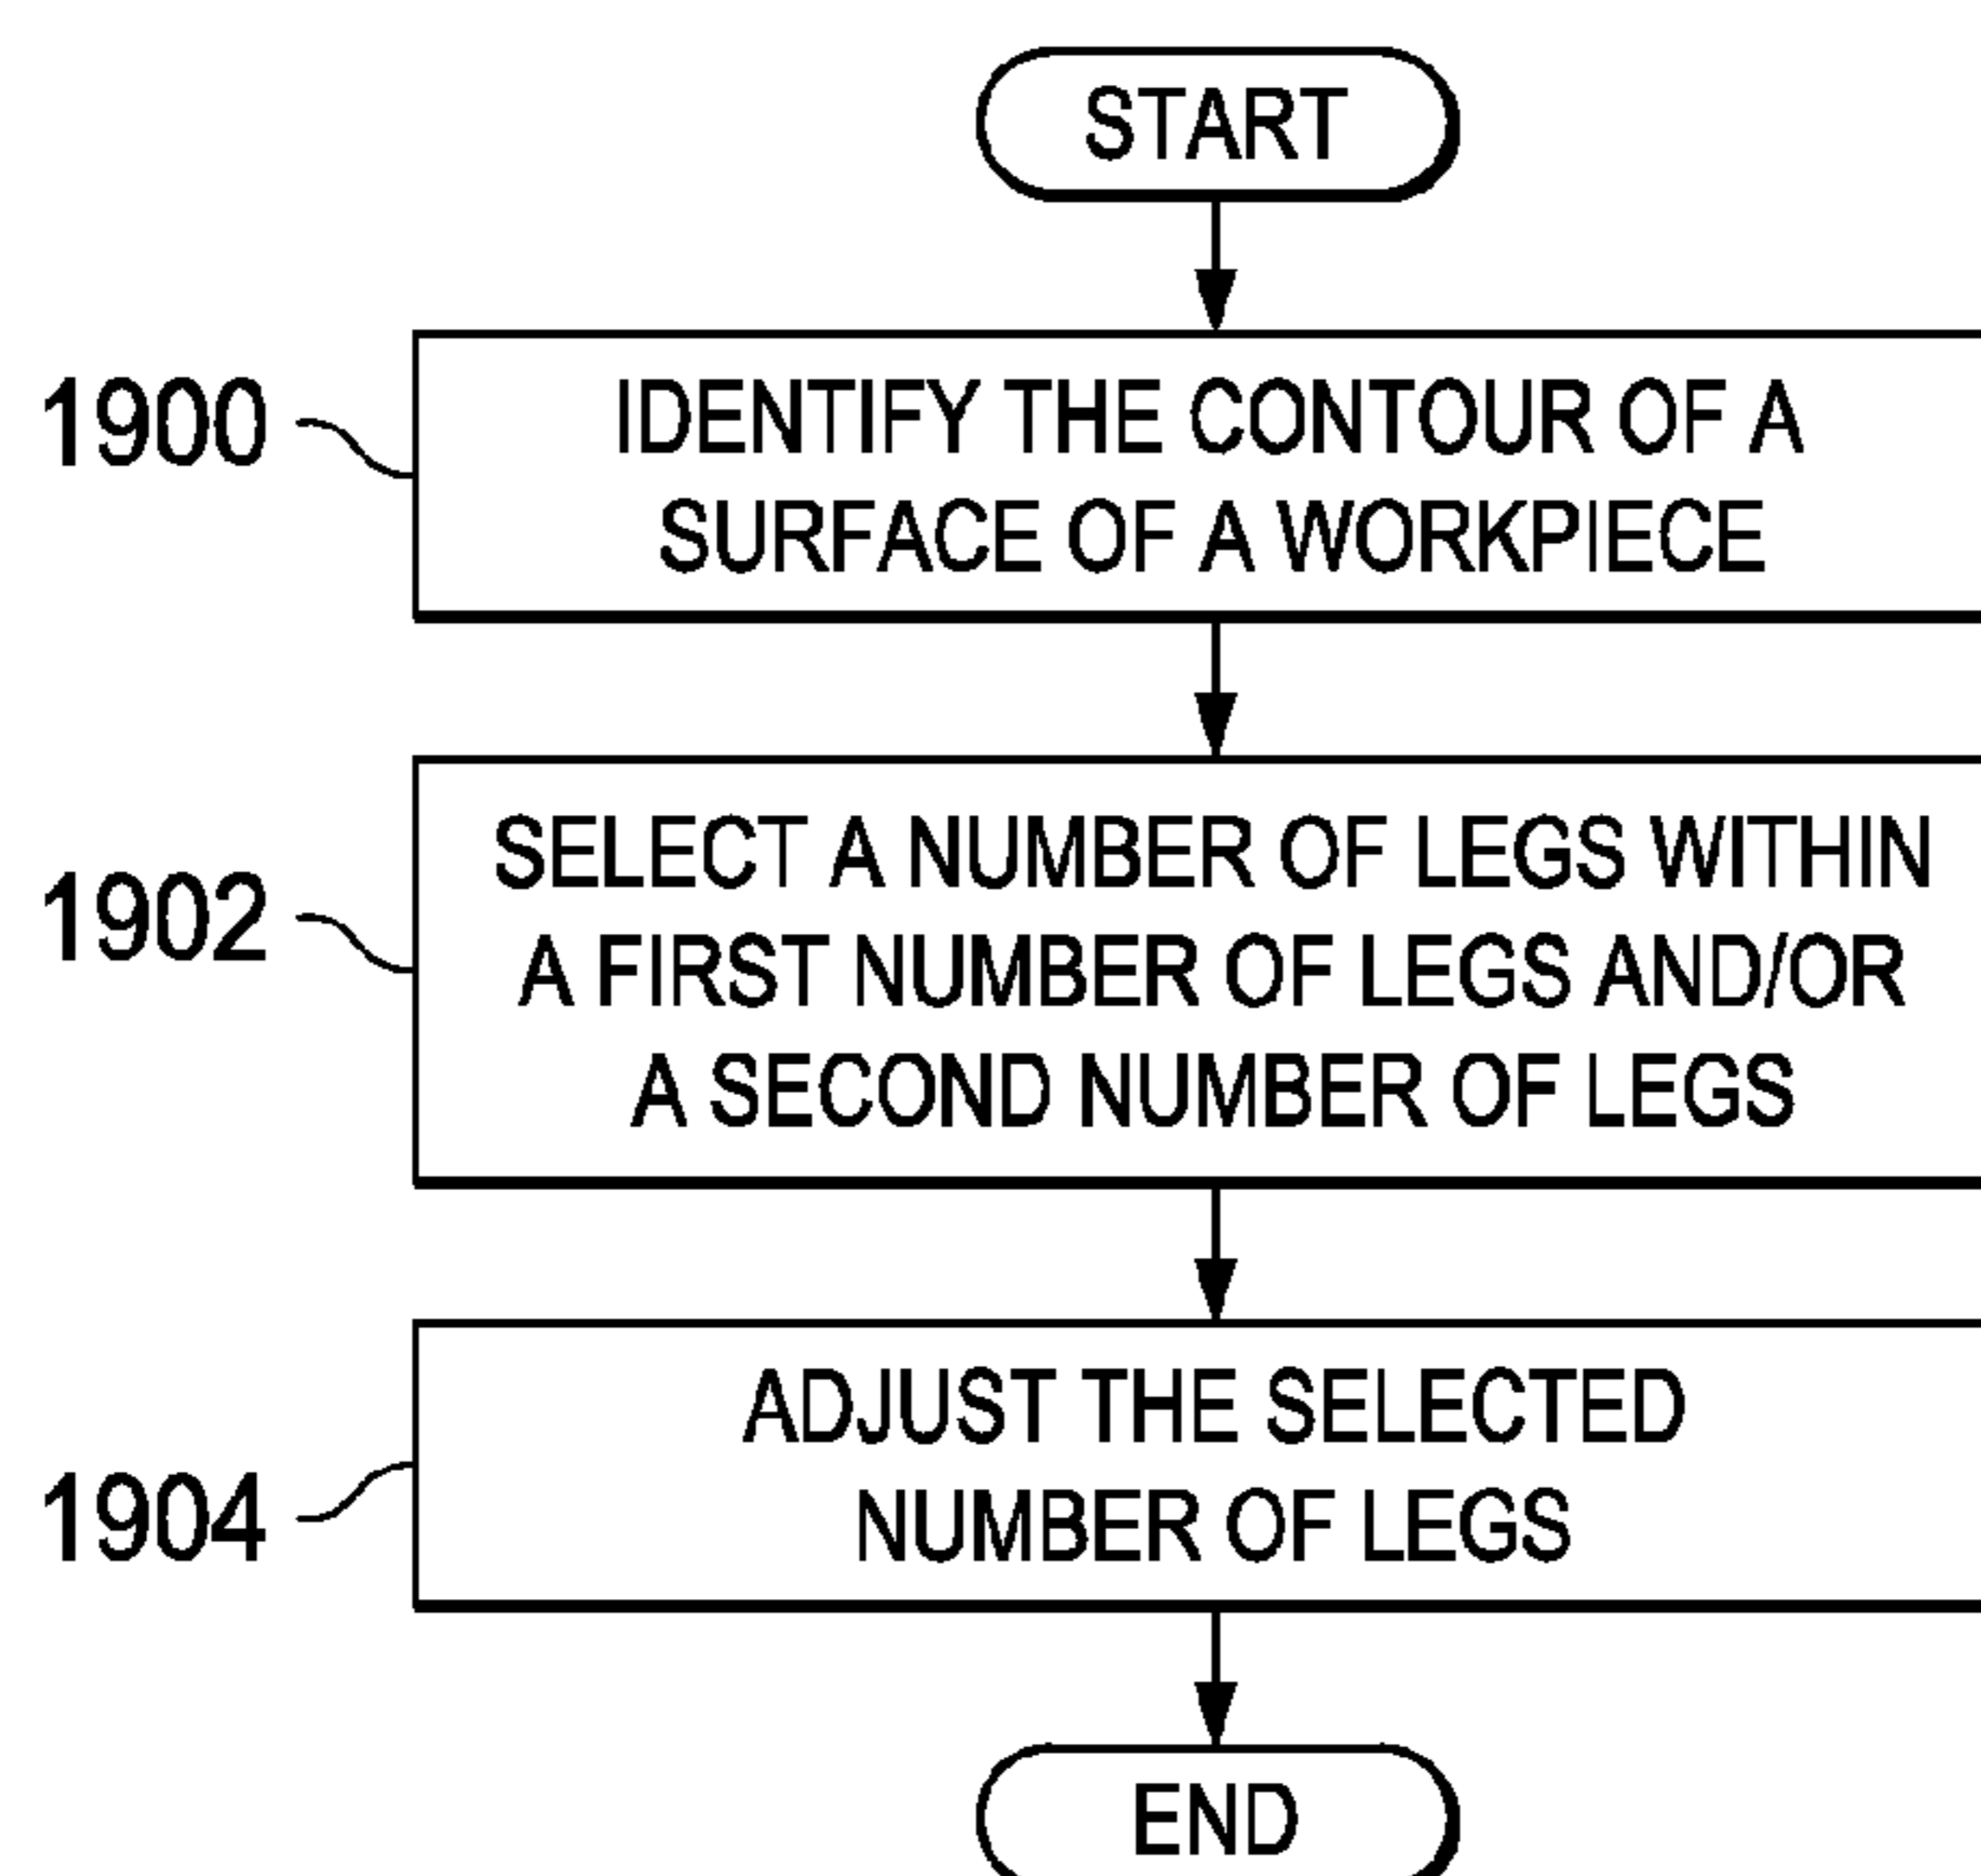 START
1900
IDENTIFY THE CONTOUR OF A
SURFACE OF A WORKPIECE
1902
SELECT A NUMBER OF LEGS WITHIN
A FIRST NUMBER OF LEGS AND/OR
A SECOND NUMBER OF LEGS
1904
ADJUST THE SELECTED
NUMBER OF LEGS
END